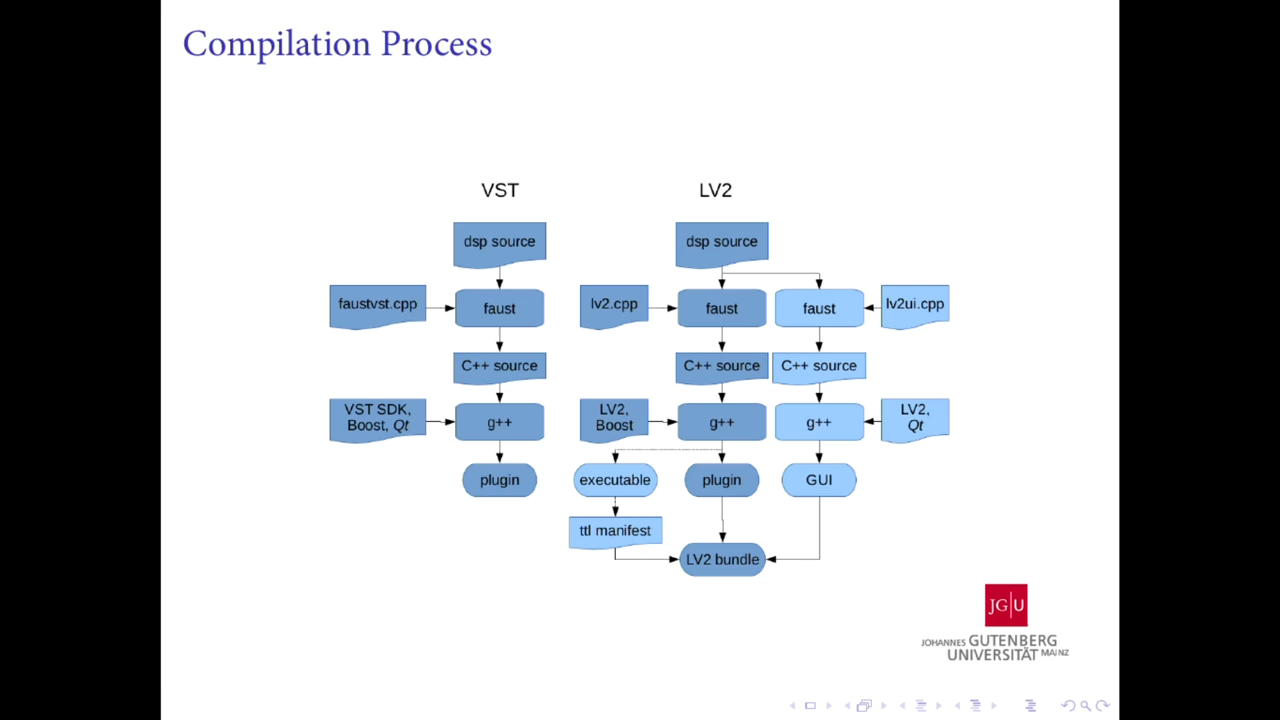 Compilation Process
VST
LV2
dsp source
dsp source
faustvst.cpp
faust
lv2.cpp
faust
faust
lv2ui.cpp
C++ source
C++ source
C++ source
VST SDK,
Boost, Qt
g++
LV2,
Boost
g++
g++
LV2,
Qt
plugin
executable
plugin
GUI
ttl manifest
LV2 bundle
JG|U
JOHANNES GUTENBERG
UNIVERSITÄT MAINZ